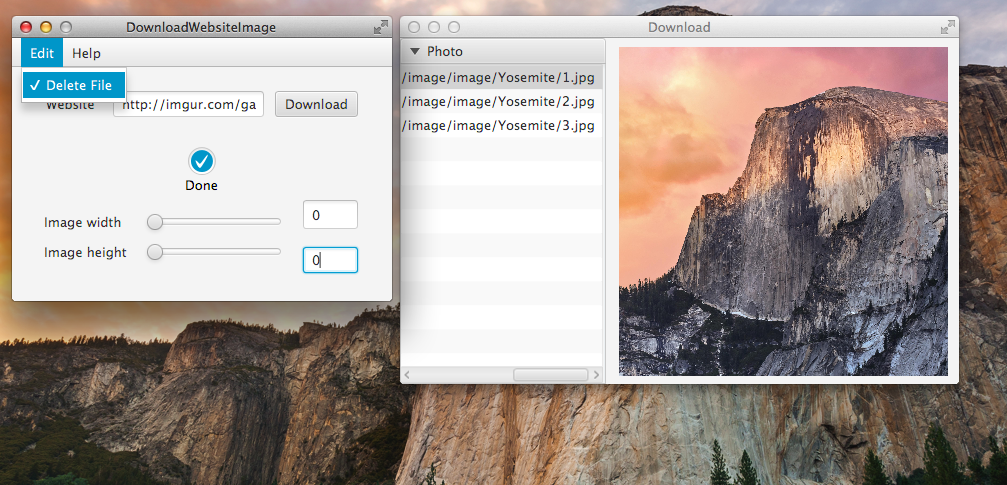 DownloadWebsiteImage
Edit Help
Delete File
Website http://imgur.com/ga Download
Done
Image width 0
Image height 0
Download
Photo
/image/image/Yosemite/1.jpg
/image/image/Yosemite/2.jpg
/image/image/Yosemite/3.jpg